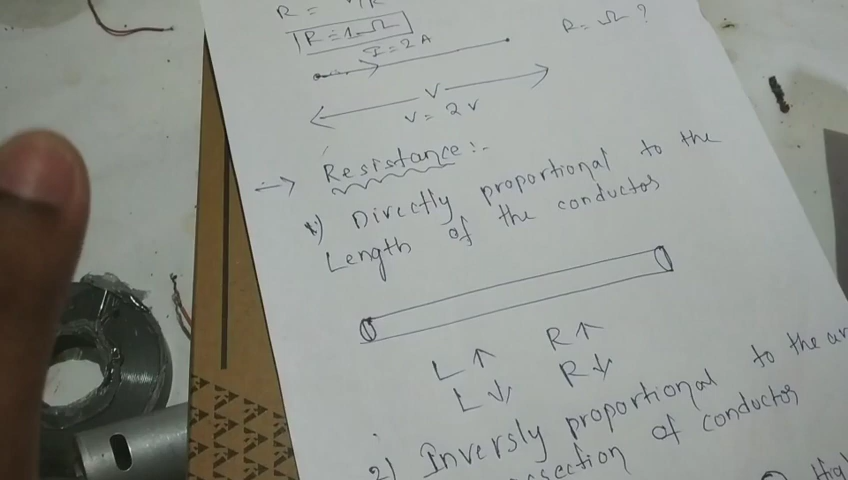 R =
R = 1 Ω
I = 2 A
R = Ω ?
V
V = 2 V
→ Resistance :-
1) Directly proportional to the
Length of the conductor
L ↑ R ↑
L ↓ R ↓
2) Inversly proportional to the
of conductor